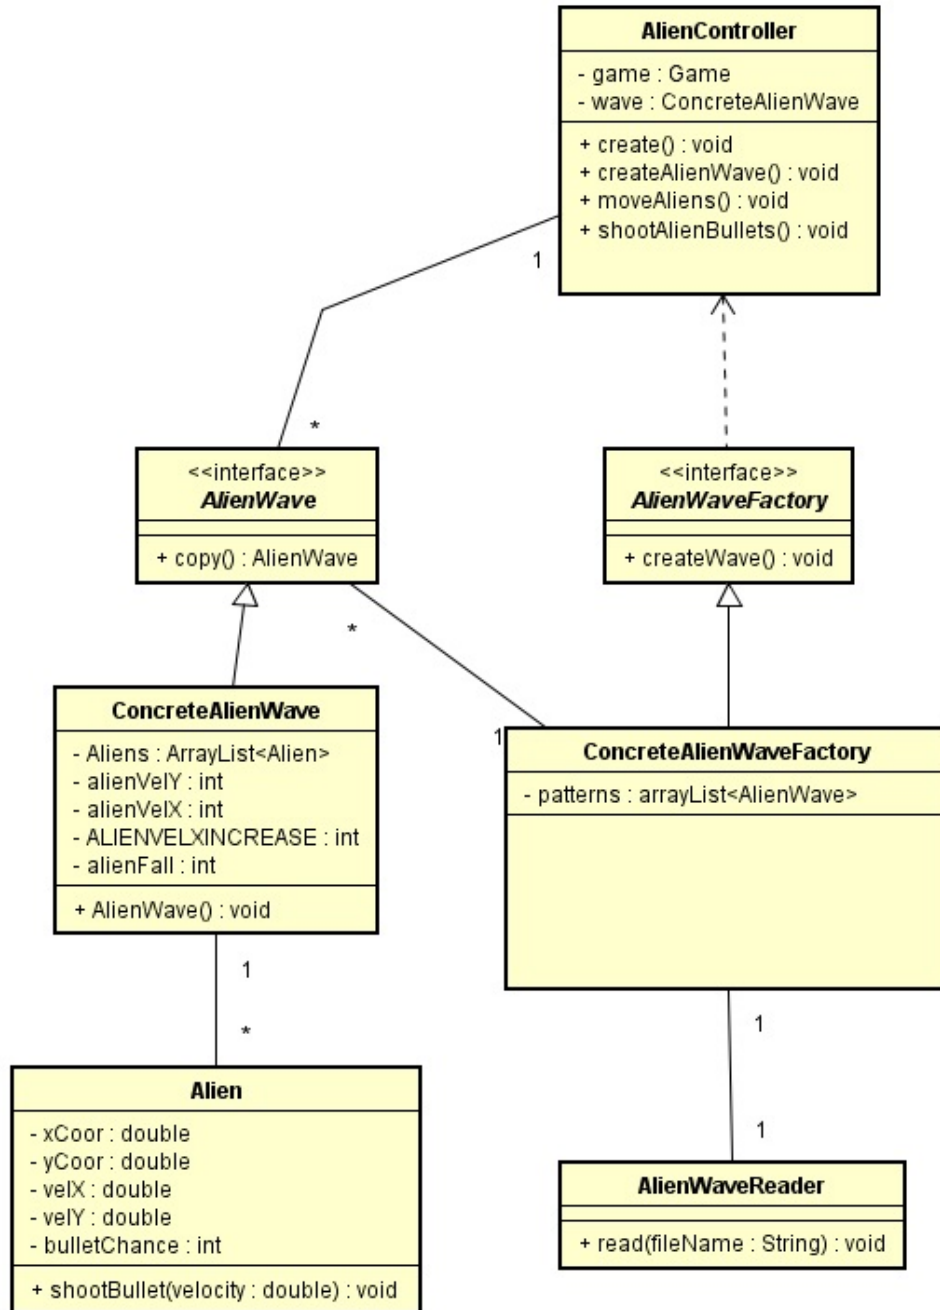 AlienController
- game : Game
- wave : ConcreteAlienWave
+ create() : void
+ createAlienWave() : void
+ moveAliens() : void
+ shootAlienBullets() : void
1
*
<<interface>>
AlienWave
+ copy() : AlienWave
<<interface>>
AlienWaveFactory
+ createWave() : void
*
1
ConcreteAlienWave
- Aliens : ArrayList<Alien>
- alienVelY : int
- alienVelX : int
- ALIENVELXINCREASE : int
- alienFall : int
+ AlienWave() : void
ConcreteAlienWaveFactory
- patterns : arrayList<AlienWave>
1
*
1
1
Alien
- xCoor : double
- yCoor : double
- velX : double
- velY : double
- bulletChance : int
+ shootBullet(velocity : double) : void
AlienWaveReader
+ read(fileName : String) : void